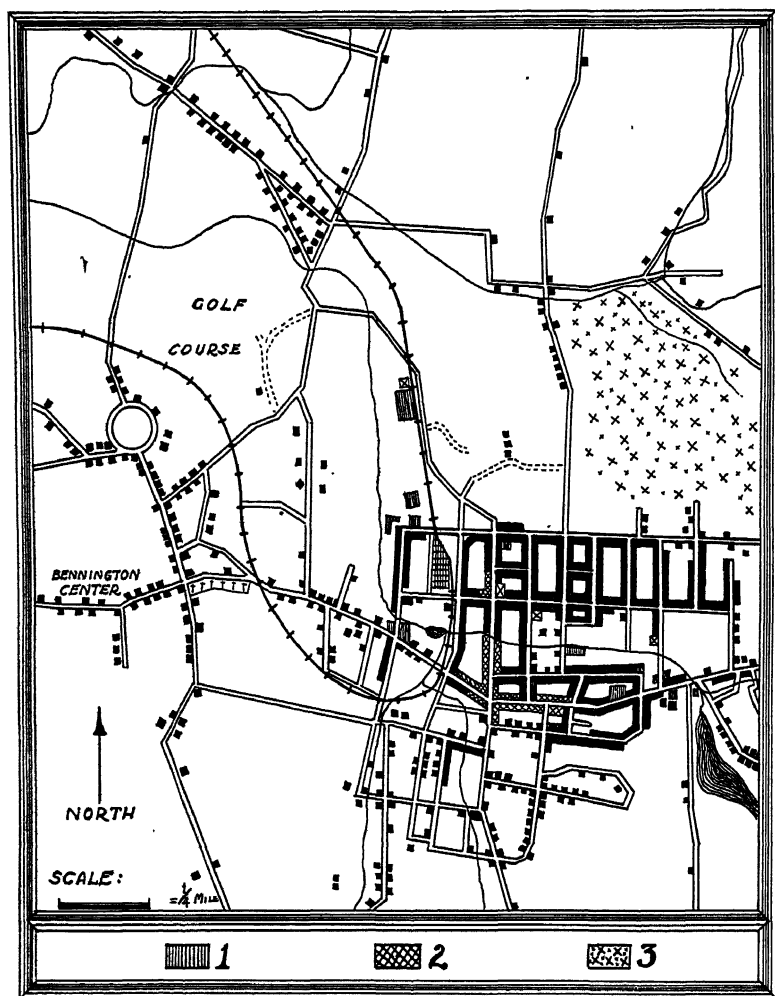 GOLF
COURSE
BENNINGTON
CENTER
NORTH
SCALE:
=¼ MILE
1
2
3